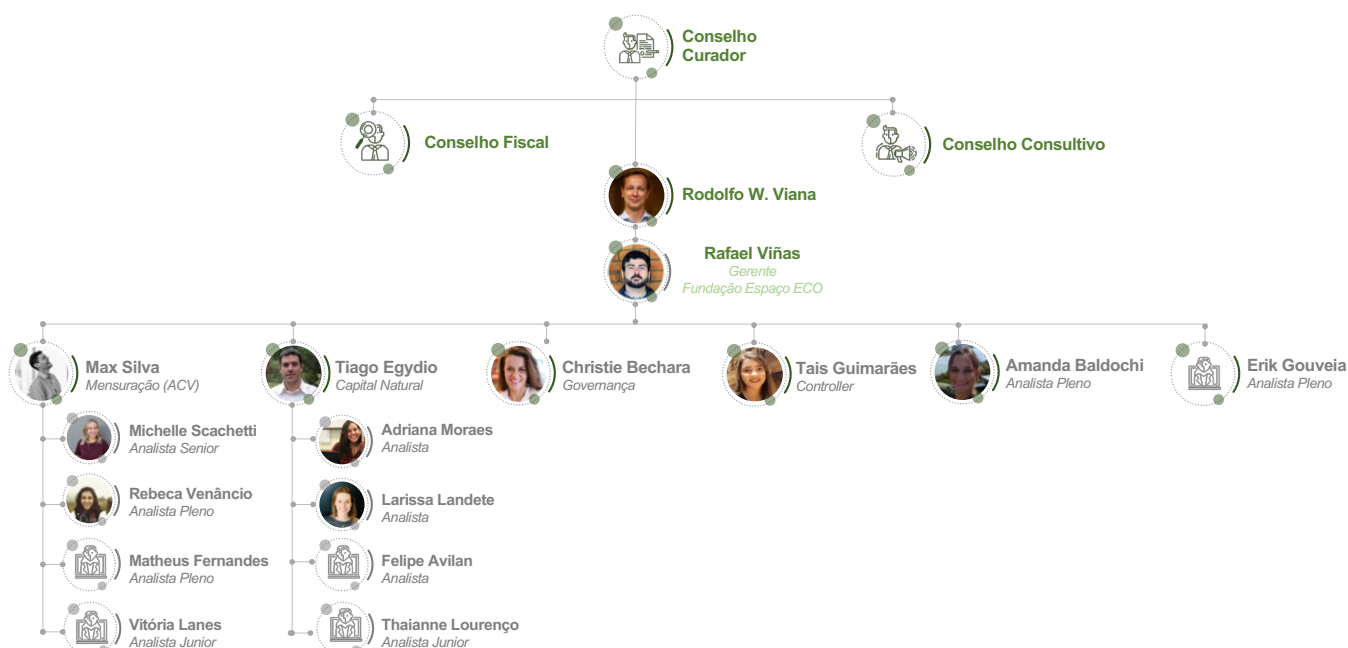 Conselho
Curador
Conselho Fiscal
Conselho Consultivo
Rodolfo W. Viana
Rafael Viñas
Gerente
Fundação Espaço ECO
Max Silva
Mensuração (ACV)
Tiago Egydio
Capital Natural
Christie Bechara
Governança
Tais Guimarães
Controller
Amanda Baldochi
Analista Pleno
Erik Gouveia
Analista Pleno
Michelle Scachetti
Analista Senior
Rebeca Venâncio
Analista Pleno
Matheus Fernandes
Analista Pleno
Vitória Lanes
Analista Junior
Adriana Moraes
Analista
Larissa Landete
Analista
Felipe Avilan
Analista
Thaianne Lourenço
Analista Junior